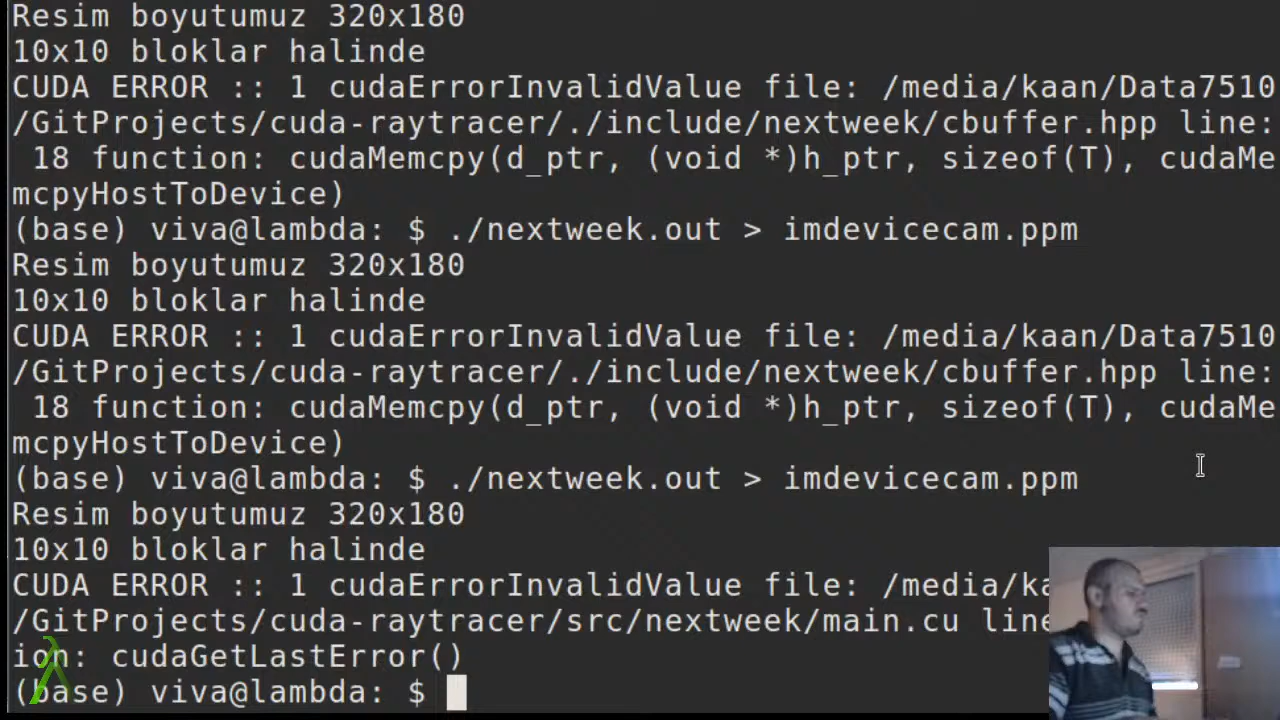 Resim boyutumuz 320x180
10x10 bloklar halinde
CUDA ERROR :: 1 cudaErrorInvalidValue file: /media/kaan/Data7510
/GitProjects/cuda-raytracer/./include/nextweek/cbuffer.hpp line:
 18 function: cudaMemcpy(d_ptr, (void *)h_ptr, sizeof(T), cudaMe
mcpyHostToDevice)
(base) viva@lambda: $ ./nextweek.out > imdevicecam.ppm
Resim boyutumuz 320x180
10x10 bloklar halinde
CUDA ERROR :: 1 cudaErrorInvalidValue file: /media/kaan/Data7510
/GitProjects/cuda-raytracer/./include/nextweek/cbuffer.hpp line:
 18 function: cudaMemcpy(d_ptr, (void *)h_ptr, sizeof(T), cudaMe
mcpyHostToDevice)
(base) viva@lambda: $ ./nextweek.out > imdevicecam.ppm
Resim boyutumuz 320x180
10x10 bloklar halinde
CUDA ERROR :: 1 cudaErrorInvalidValue file: /media/ka
/GitProjects/cuda-raytracer/src/nextweek/main.cu line
ion: cudaGetLastError()
(base) viva@lambda: $
λ